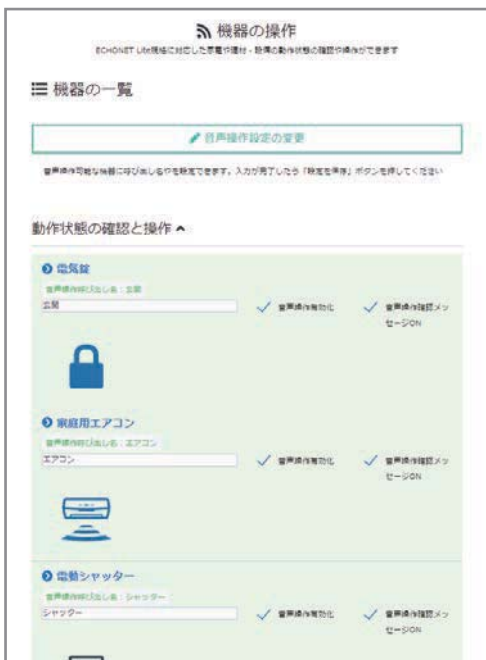 機器の操作
ECHONET Lite規格に対応した家電や建材・設備の動作状態の確認や操作ができます
機器の一覧
音声操作設定の変更
音声操作可能な機器に呼び出し名やを設定できます。入力が完了したら「設定を保存」ボタンを押してください
動作状態の確認と操作
電気錠
音声操作呼び出し名：玄関
玄関
音声操作有効化
音声操作確認メッ
セージON
家庭用エアコン
音声操作呼び出し名：エアコン
エアコン
音声操作有効化
音声操作確認メッ
セージON
電動シャッター
音声操作呼び出し名：シャッター
シャッター
音声操作有効化
音声操作確認メッ
セージON